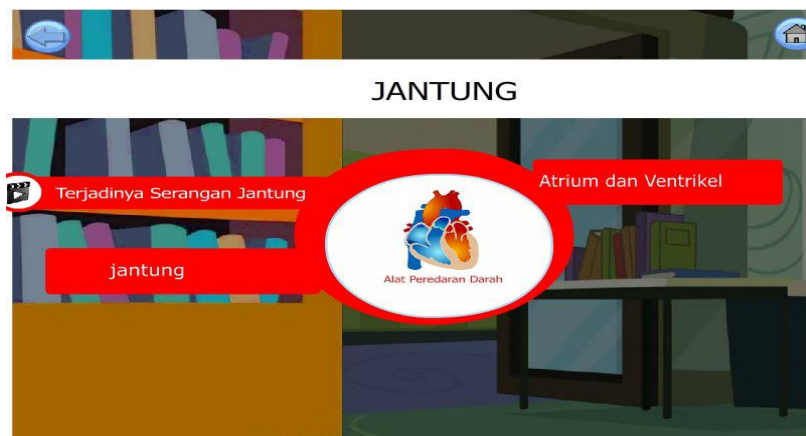 JANTUNG
Terjadinya Serangan Jantung
Atrium dan Ventrikel
jantung
Alat Peredaran Darah